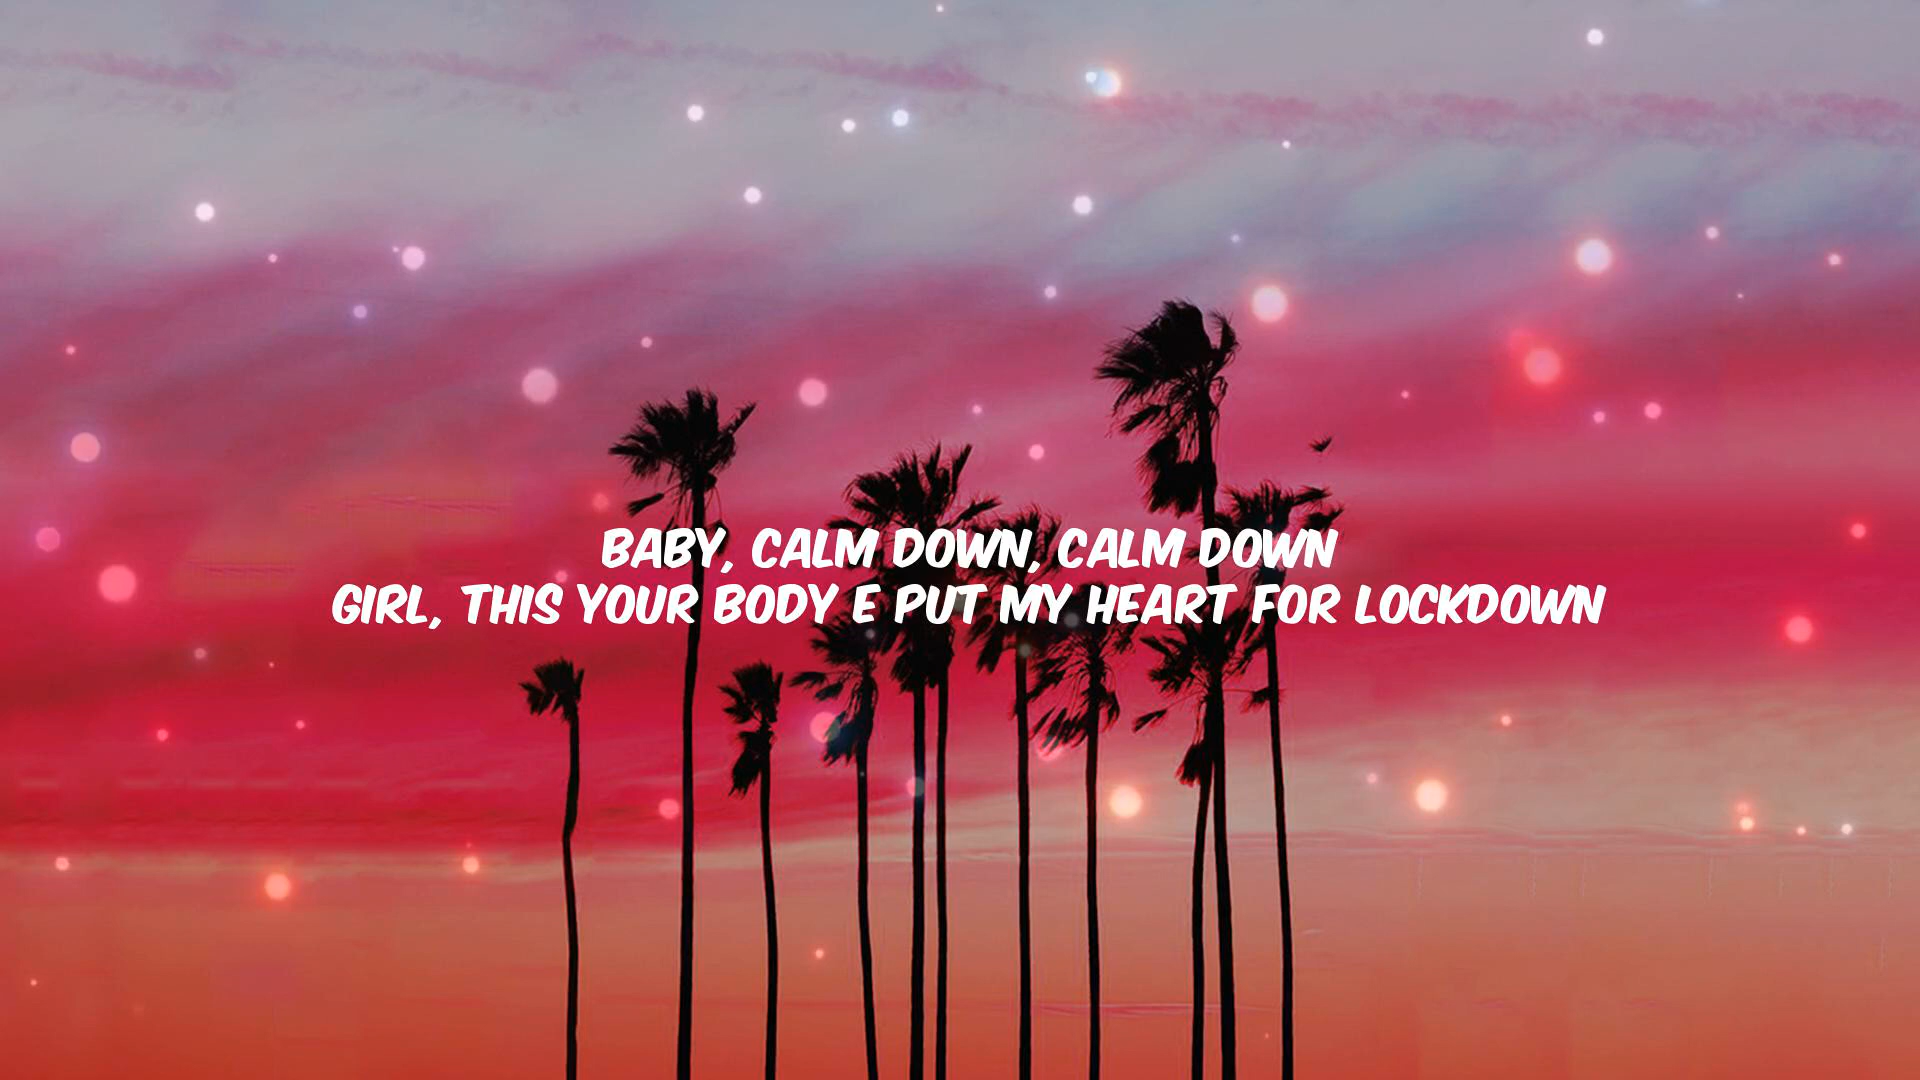 BABY, CALM DOWN, CALM DOWN
GIRL, THIS YOUR BODY E PUT MY HEART FOR LOCKDOWN